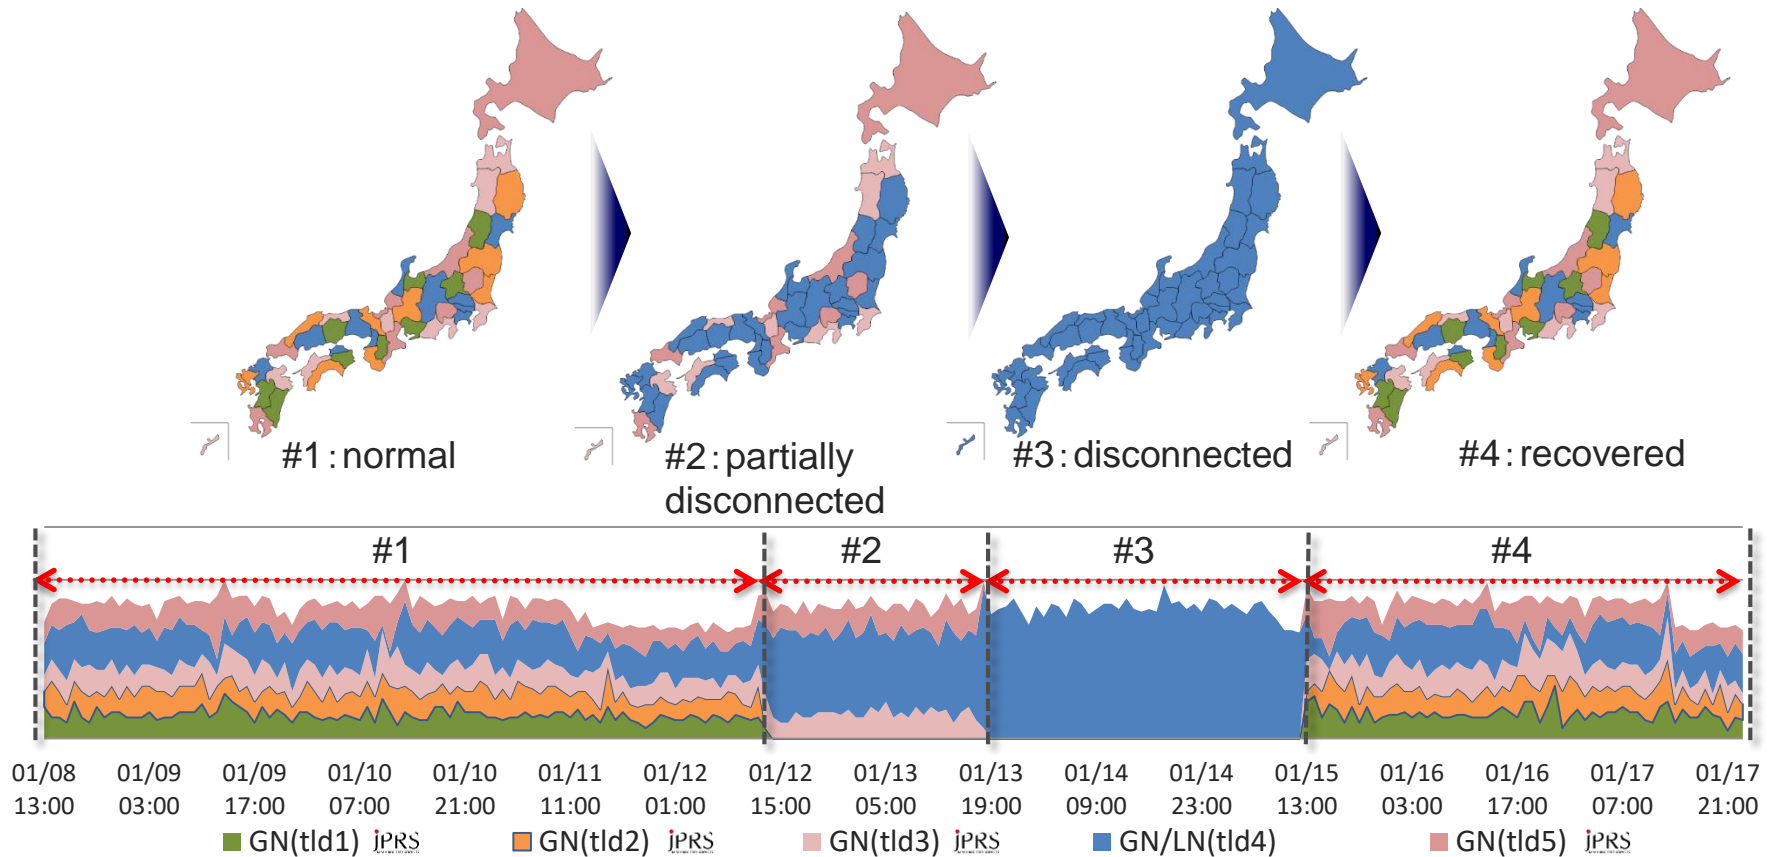 #1:normal
#2:partially
disconnected
#3:disconnected
#4:recovered
#1 #2 #3 #4
01/08 01/09 01/09 01/10 01/10 01/11 01/12 01/12 01/13 01/13 01/14 01/14 01/15 01/16 01/16 01/17 01/17
13:00 03:00 17:00 07:00 21:00 11:00 01:00 15:00 05:00 19:00 09:00 23:00 13:00 03:00 17:00 07:00 21:00
GN(tld1) jPRS GN(tld2) jPRS GN(tld3) jPRS GN/LN(tld4) GN(tld5) jPRS